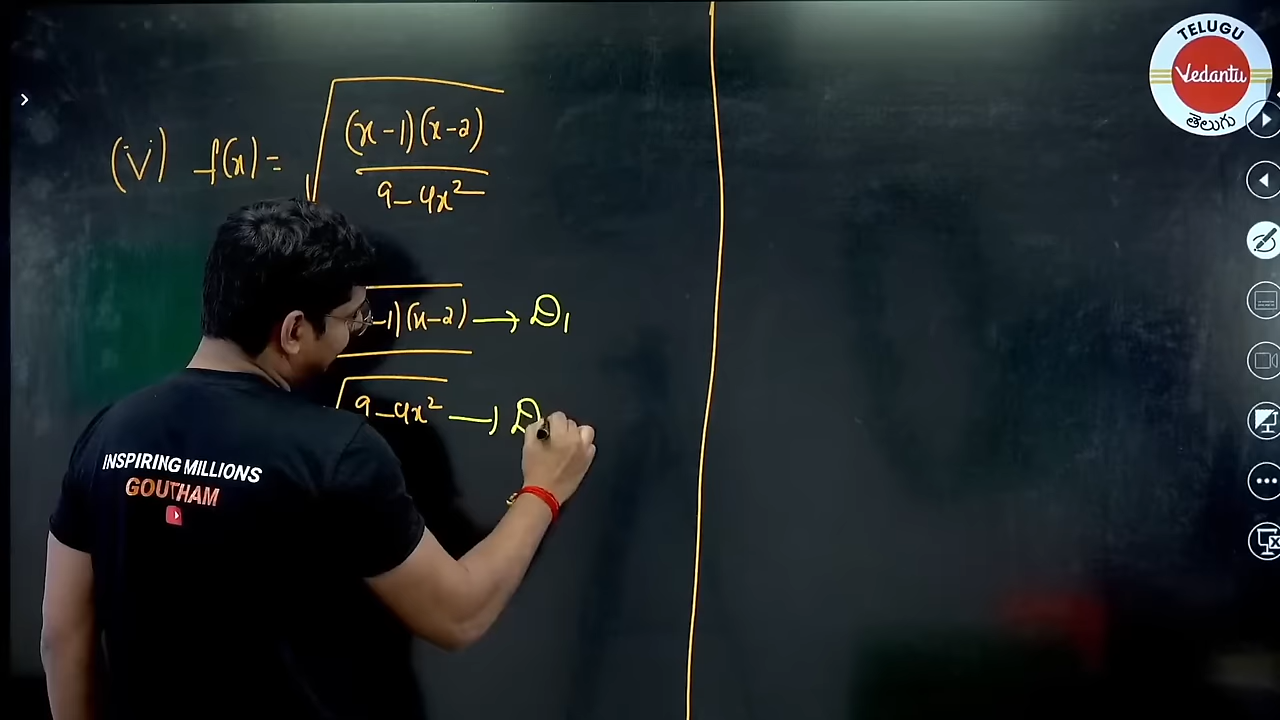 TELUGU
Vedantu
తెలుగు
(V) f(x) = √((x-1)(x-2)
9-4x²
-1)(x-2) → D₁
√9-4x² → D
INSPIRING MILLIONS
GOUTHAM